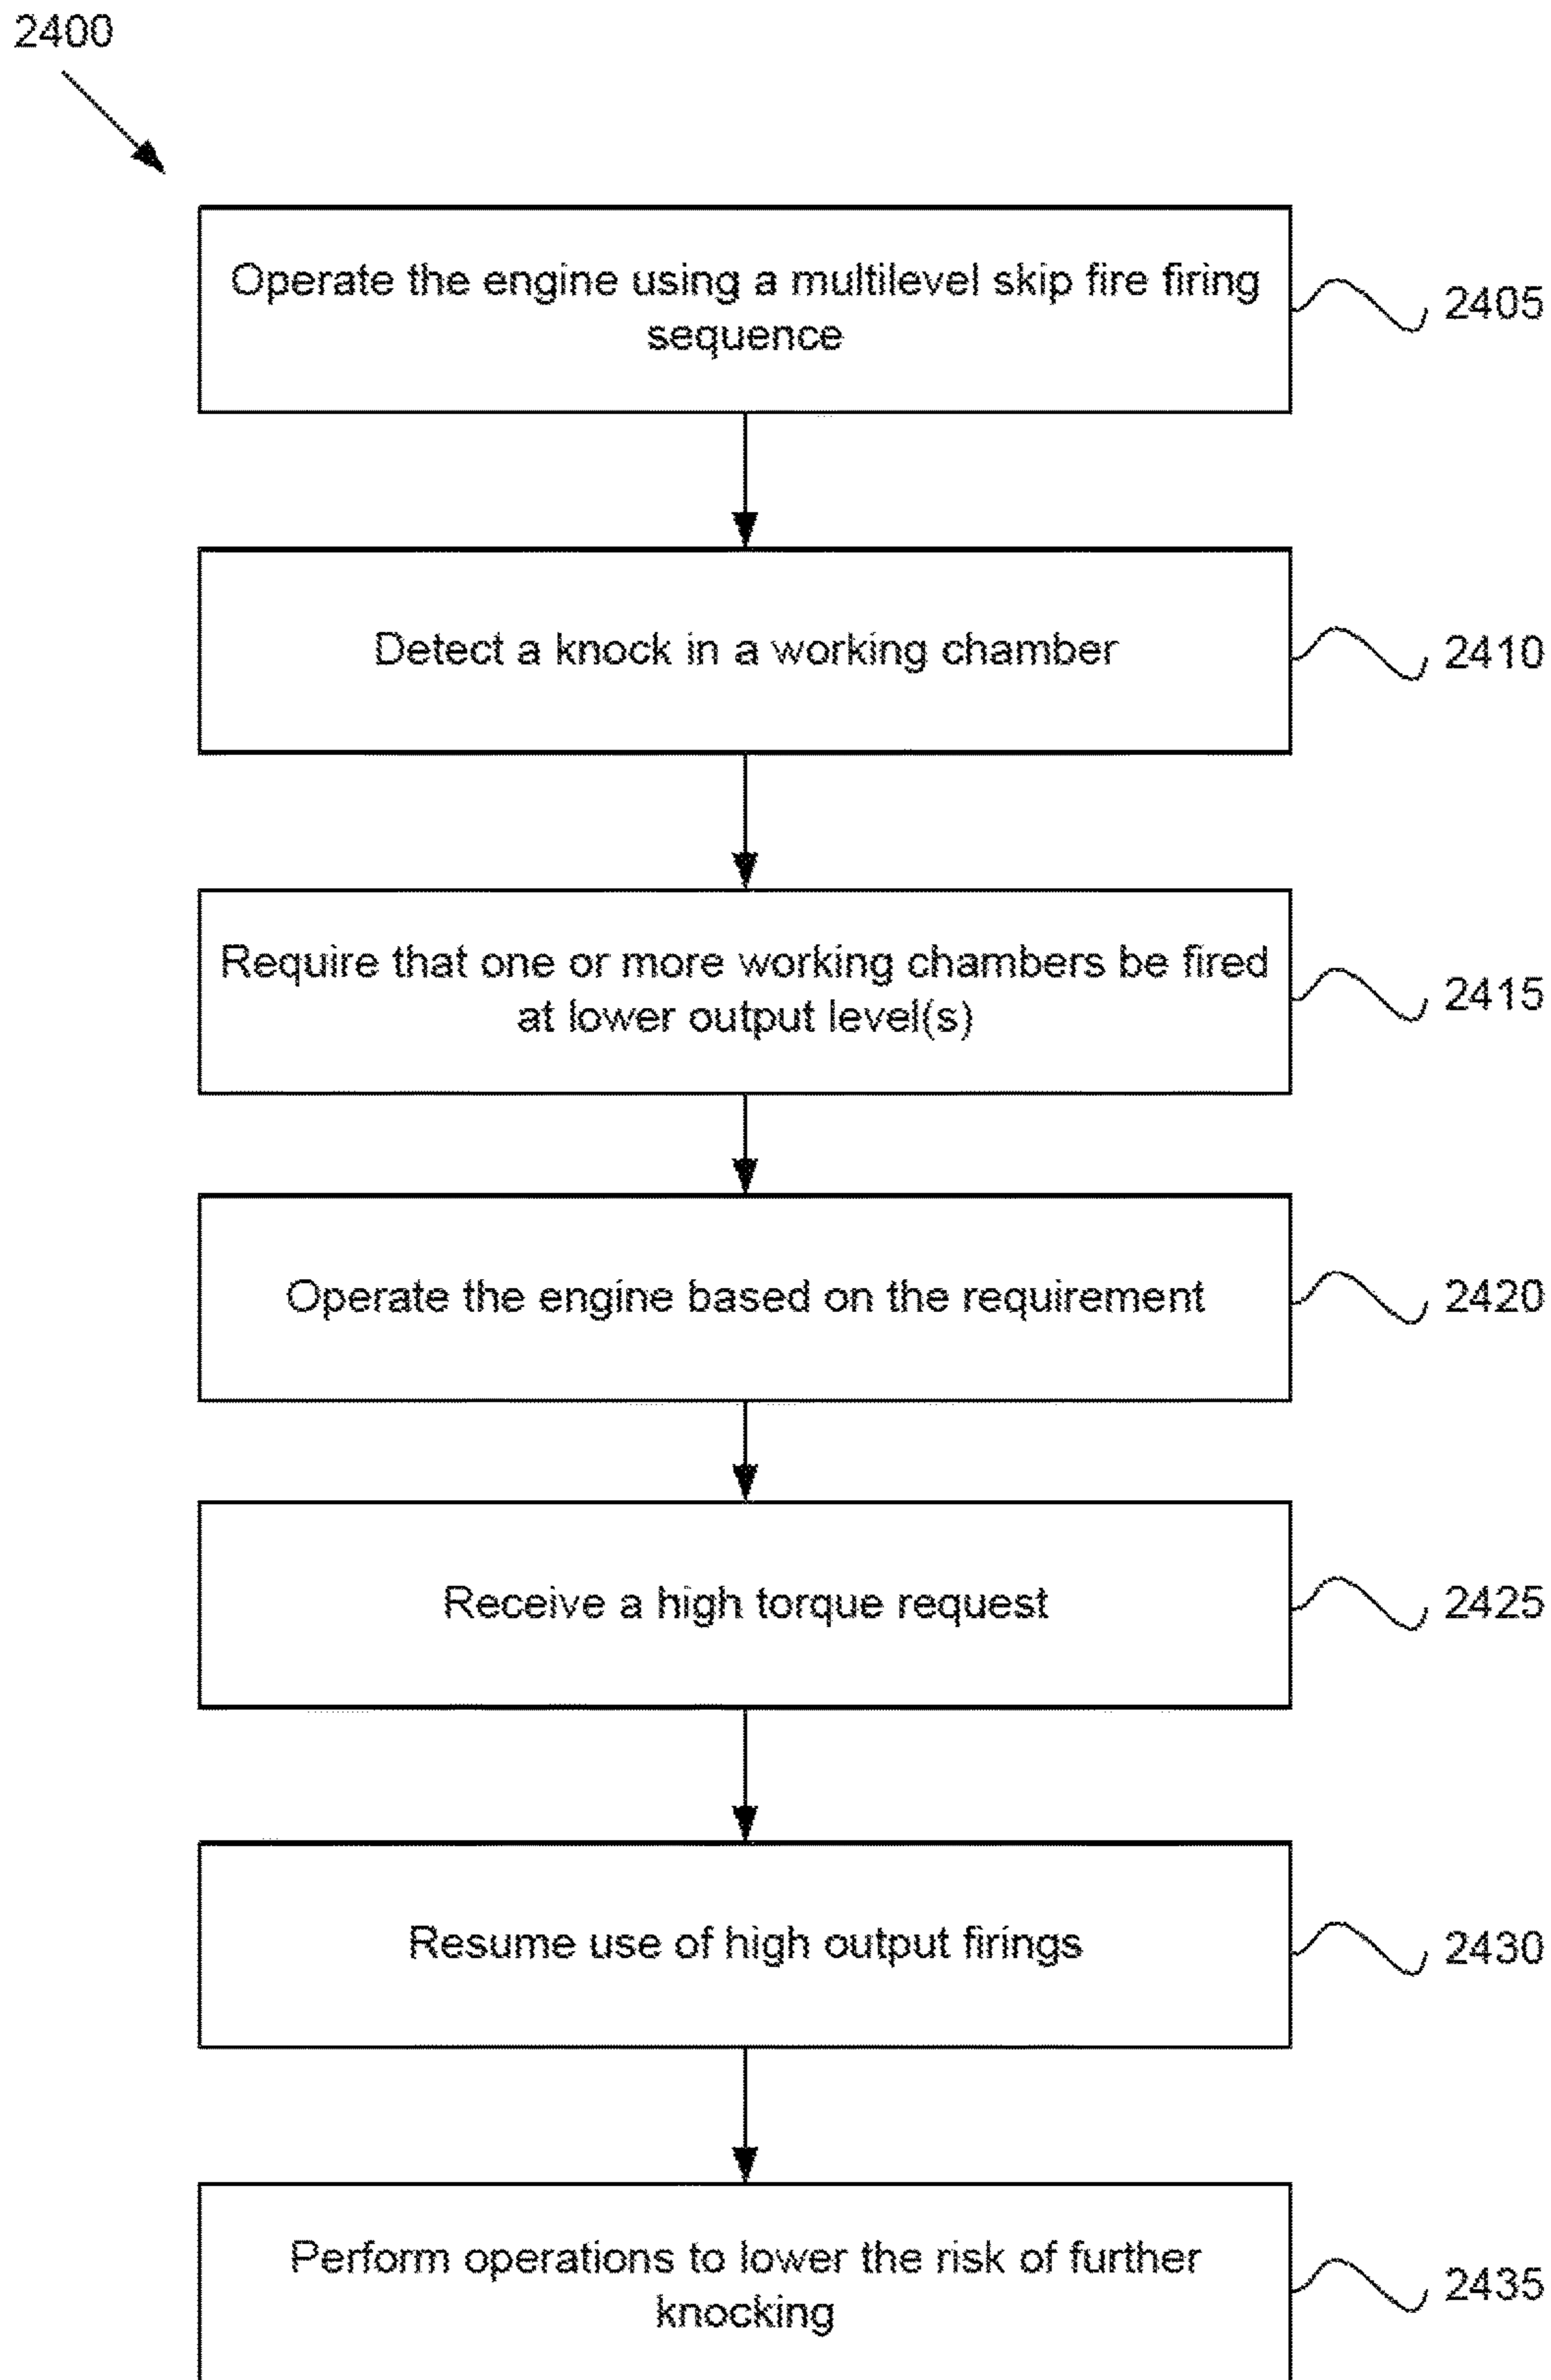 2400
Operate the engine using a multilevel skip fire firing
sequence
2405
Detect a knock in a working chamber
2410
Require that one or more working chambers be fired
at lower output level(s)
2415
Operate the engine based on the requirement
2420
Receive a high torque request
2425
Resume use of high output firings
2430
Perform operations to lower the risk of further
knocking
2435